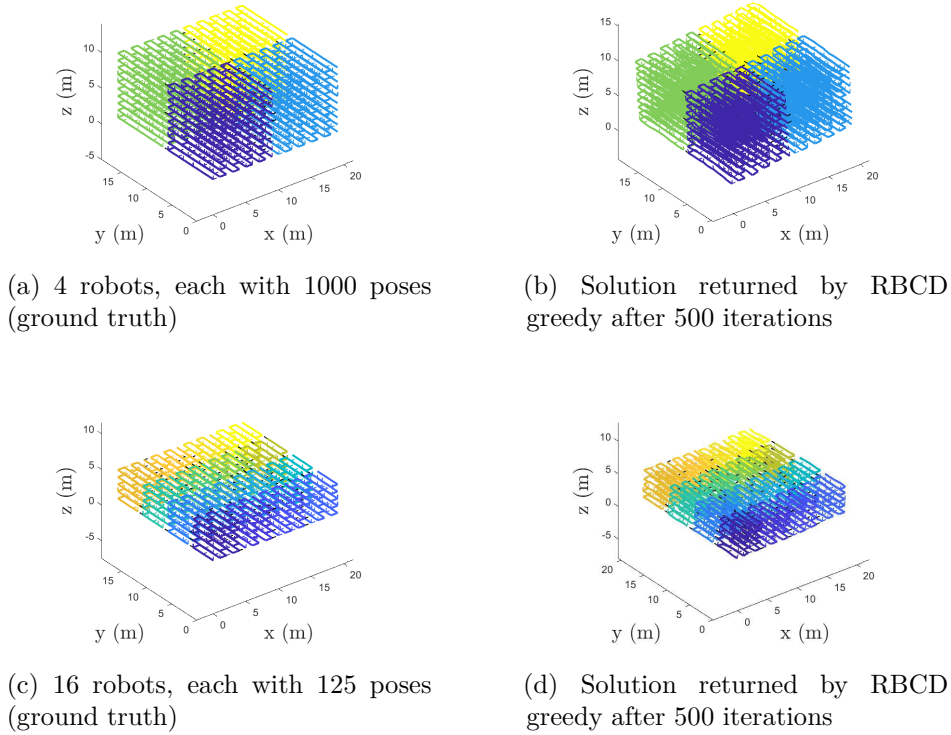 10
5
0
-5
z (m)
15
10
5
0
y (m)
0
5
10
15
20
x (m)
15
10
5
0
z (m)
15
10
5
0
y (m)
0
5
10
15
20
x (m)
(a) 4 robots, each with 1000 poses
(ground truth)
(b) Solution returned by RBCD
greedy after 500 iterations
10
5
0
-5
z (m)
15
10
5
0
y (m)
0
5
10
15
20
x (m)
10
5
0
-5
z (m)
20
15
10
5
0
y (m)
0
5
10
15
20
x (m)
(c) 16 robots, each with 125 poses
(ground truth)
(d) Solution returned by RBCD
greedy after 500 iterations